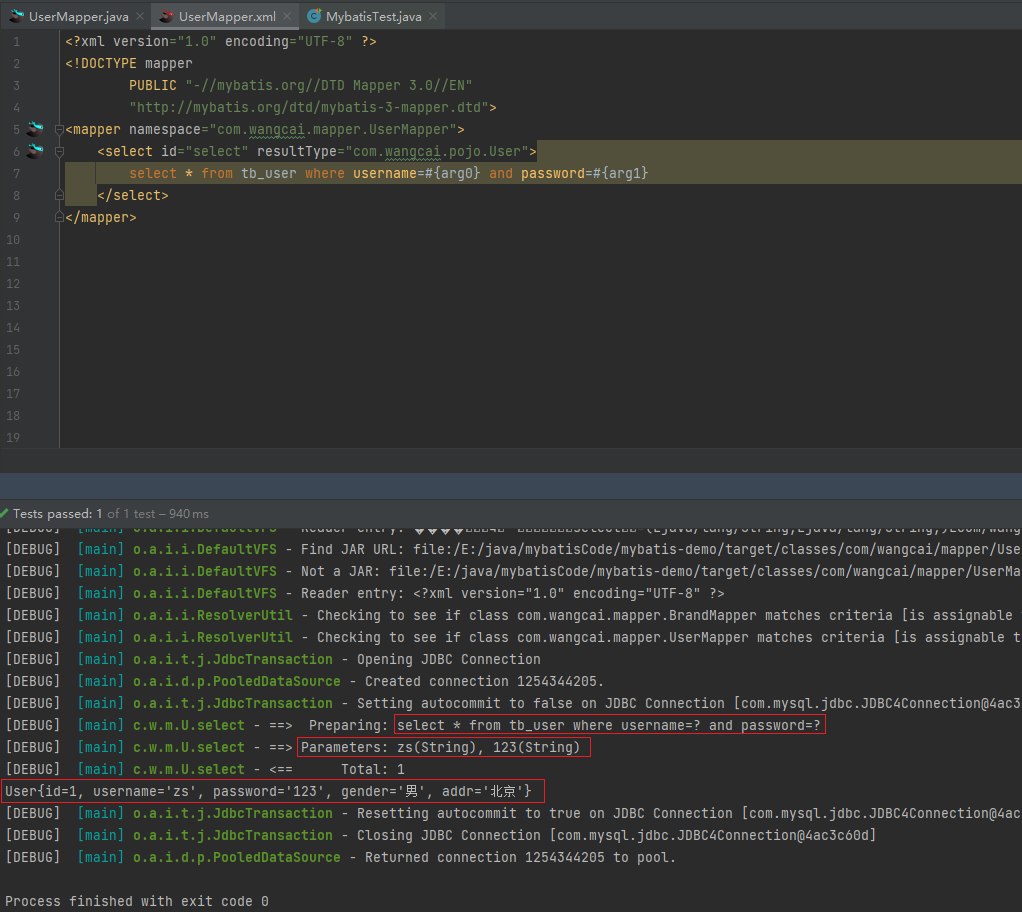 UserMapper.java × UserMapper.xml × MybatisTest.java ×
1 <?xml version="1.0" encoding="UTF-8" ?>
2 <!DOCTYPE mapper
3 PUBLIC "-//mybatis.org//DTD Mapper 3.0//EN"
4 "http://mybatis.org/dtd/mybatis-3-mapper.dtd">
5 <mapper namespace="com.wangcai.mapper.UserMapper">
6 <select id="select" resultType="com.wangcai.pojo.User">
7 select * from tb_user where username=#{arg0} and password=#{arg1}
8 </select>
9 </mapper>
10
11
12
13
14
15
16
17
18
19
Tests passed: 1 of 1 test – 940 ms
[DEBUG] [main] o.a.i.i.DefaultVFS - Reader entry:
[DEBUG] [main] o.a.i.i.DefaultVFS - Find JAR URL: file:/E:/java/mybatisCode/mybatis-demo/target/classes/com/wangcai/mapper/Use
[DEBUG] [main] o.a.i.i.DefaultVFS - Not a JAR: file:/E:/java/mybatisCode/mybatis-demo/target/classes/com/wangcai/mapper/UserMa
[DEBUG] [main] o.a.i.i.DefaultVFS - Reader entry: <?xml version="1.0" encoding="UTF-8" ?>
[DEBUG] [main] o.a.i.i.ResolverUtil - Checking to see if class com.wangcai.mapper.BrandMapper matches criteria [is assignable
[DEBUG] [main] o.a.i.i.ResolverUtil - Checking to see if class com.wangcai.mapper.UserMapper matches criteria [is assignable t
[DEBUG] [main] o.a.i.t.j.JdbcTransaction - Opening JDBC Connection
[DEBUG] [main] o.a.i.d.p.PooledDataSource - Created connection 1254344205.
[DEBUG] [main] o.a.i.t.j.JdbcTransaction - Setting autocommit to false on JDBC Connection [com.mysql.jdbc.JDBC4Connection@4ac3
[DEBUG] [main] c.w.m.U.select - ==> Preparing: select * from tb_user where username=? and password=?
[DEBUG] [main] c.w.m.U.select - ==> Parameters: zs(String), 123(String)
[DEBUG] [main] c.w.m.U.select - <== Total: 1
User{id=1, username='zs', password='123', gender='男', addr='北京'}
[DEBUG] [main] o.a.i.t.j.JdbcTransaction - Resetting autocommit to true on JDBC Connection [com.mysql.jdbc.JDBC4Connection@4ac
[DEBUG] [main] o.a.i.t.j.JdbcTransaction - Closing JDBC Connection [com.mysql.jdbc.JDBC4Connection@4ac3c60d]
[DEBUG] [main] o.a.i.d.p.PooledDataSource - Returned connection 1254344205 to pool.
Process finished with exit code 0